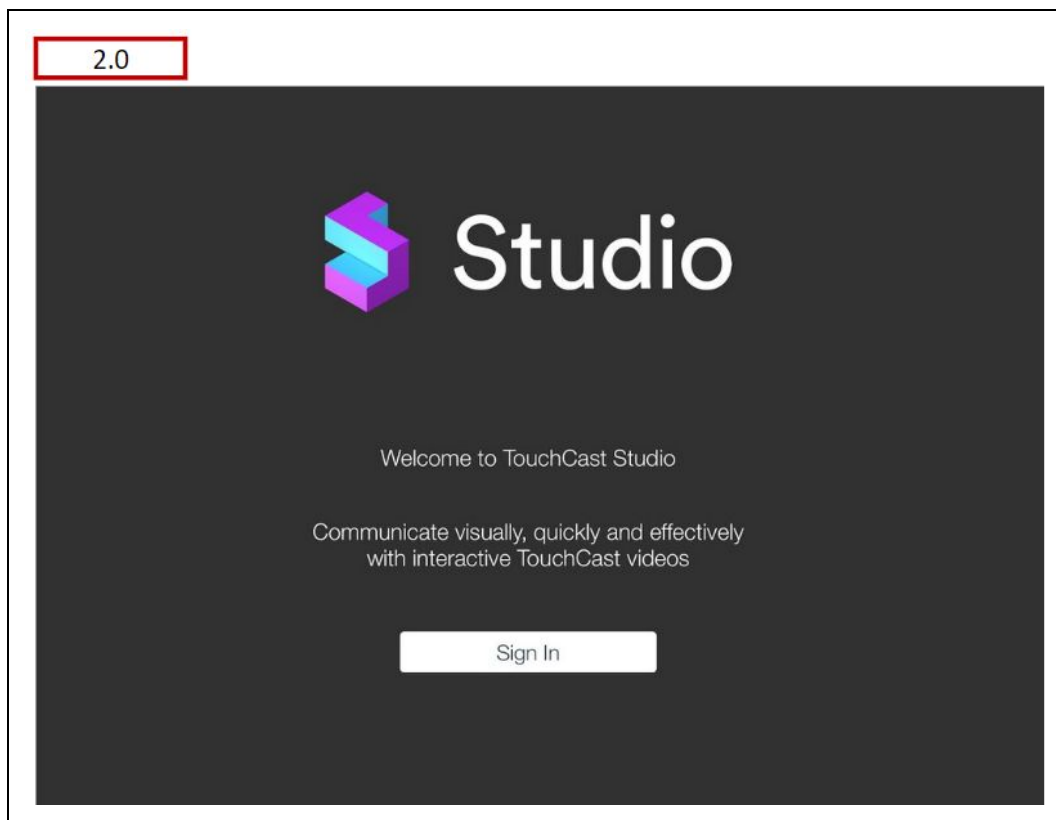 2.0
Studio
Welcome to TouchCast Studio
Communicate visually, quickly and effectively
with interactive TouchCast videos
Sign In